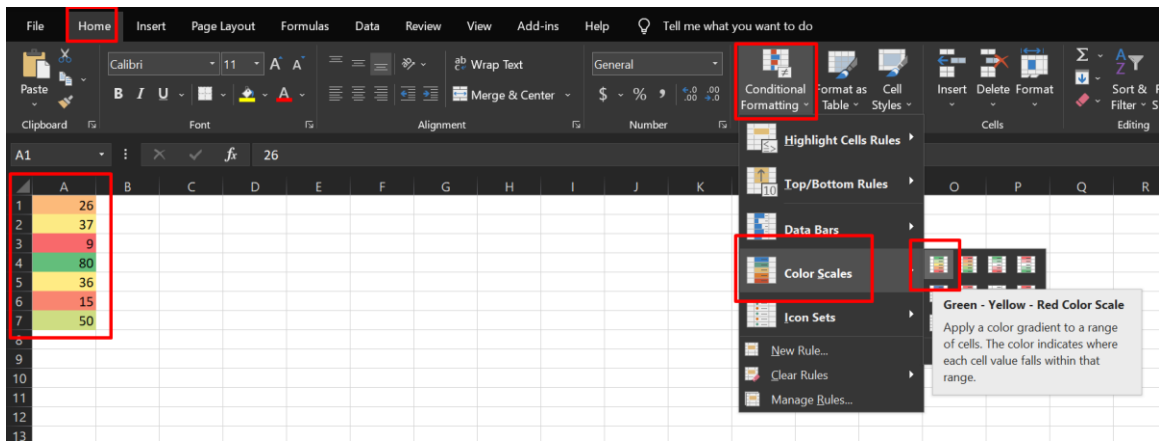 File Home Insert Page Layout Formulas Data Review View Add-ins Help Tell me what you want to do
Calibri 11 A A ab Wrap Text General
Paste B I U A Merge & Center $ % , .00 .0 Conditional Formatting Format as Table Cell Styles Insert Delete Format Sort & Filter
Clipboard Font Alignment Number Cells Editing
A1 fx 26
A B C D E F G H I J K O P Q R
1 26
2 37
3 9
4 80
5 36
6 15
7 50
8
9
10
11
12
13
Highlight Cells Rules
Top/Bottom Rules
Data Bars
Color Scales
Icon Sets
New Rule...
Clear Rules
Manage Rules...
Green - Yellow - Red Color Scale
Apply a color gradient to a range
of cells. The color indicates where
each cell value falls within that
range.